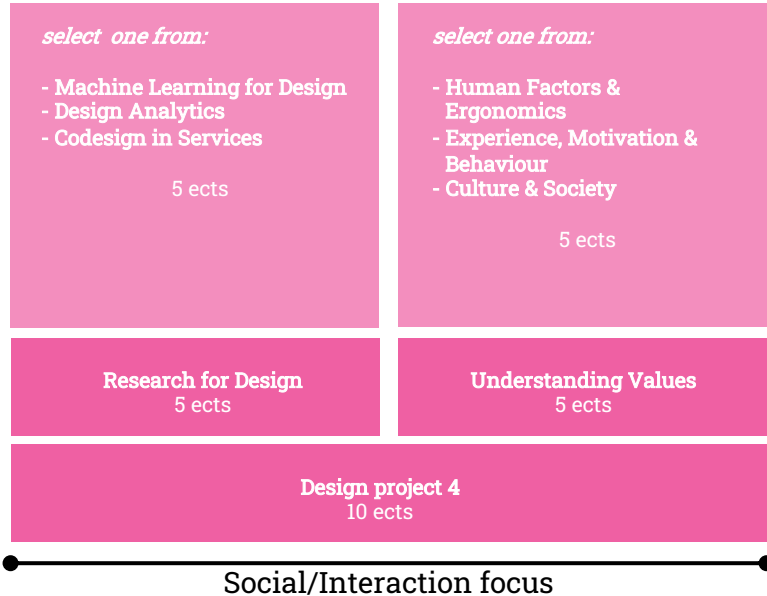 select one from:
- Machine Learning for Design
- Design Analytics
- Codesign in Services
5 ects
select one from:
- Human Factors &
Ergonomics
- Experience, Motivation &
Behaviour
- Culture & Society
5 ects
Research for Design
5 ects
Understanding Values
5 ects
Design project 4
10 ects
Social/Interaction focus